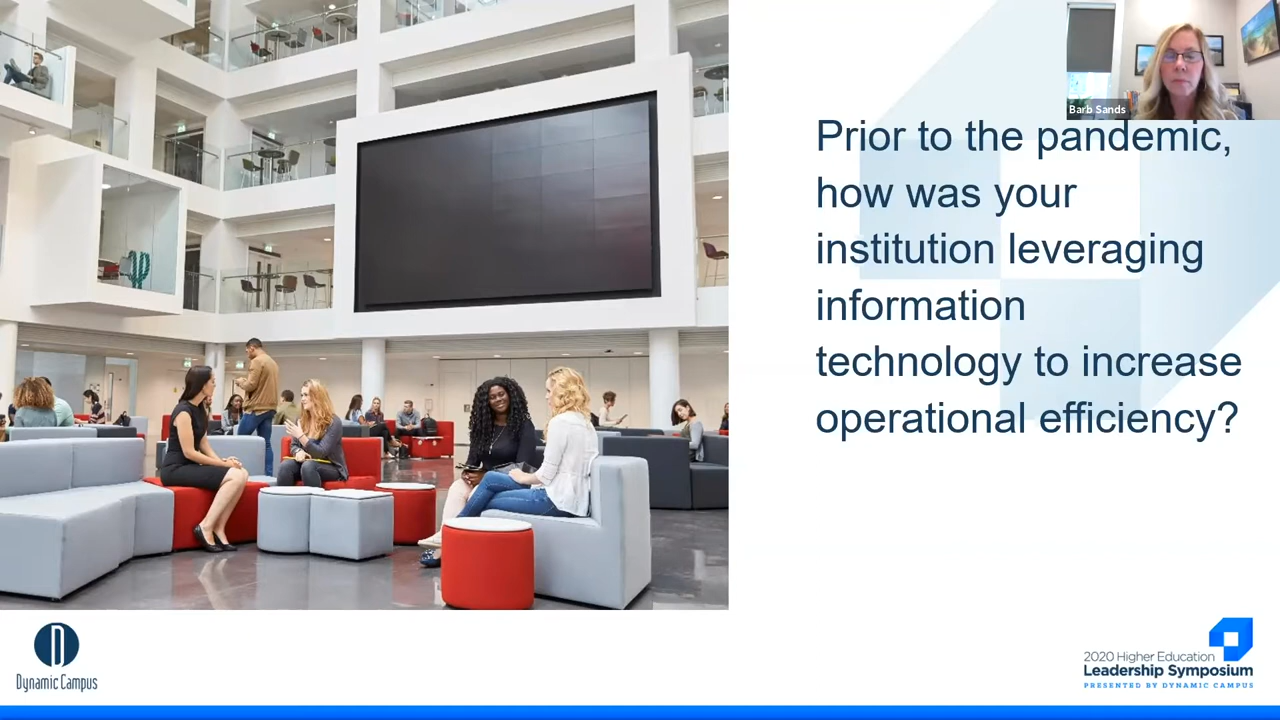 Barb Sands
Prior to the pandemic,
how was your
institution leveraging
information
technology to increase
operational efficiency?
D
Dynamic Campus
2020 Higher Education
Leadership Symposium
PRESENTED BY DYNAMIC CAMPUS